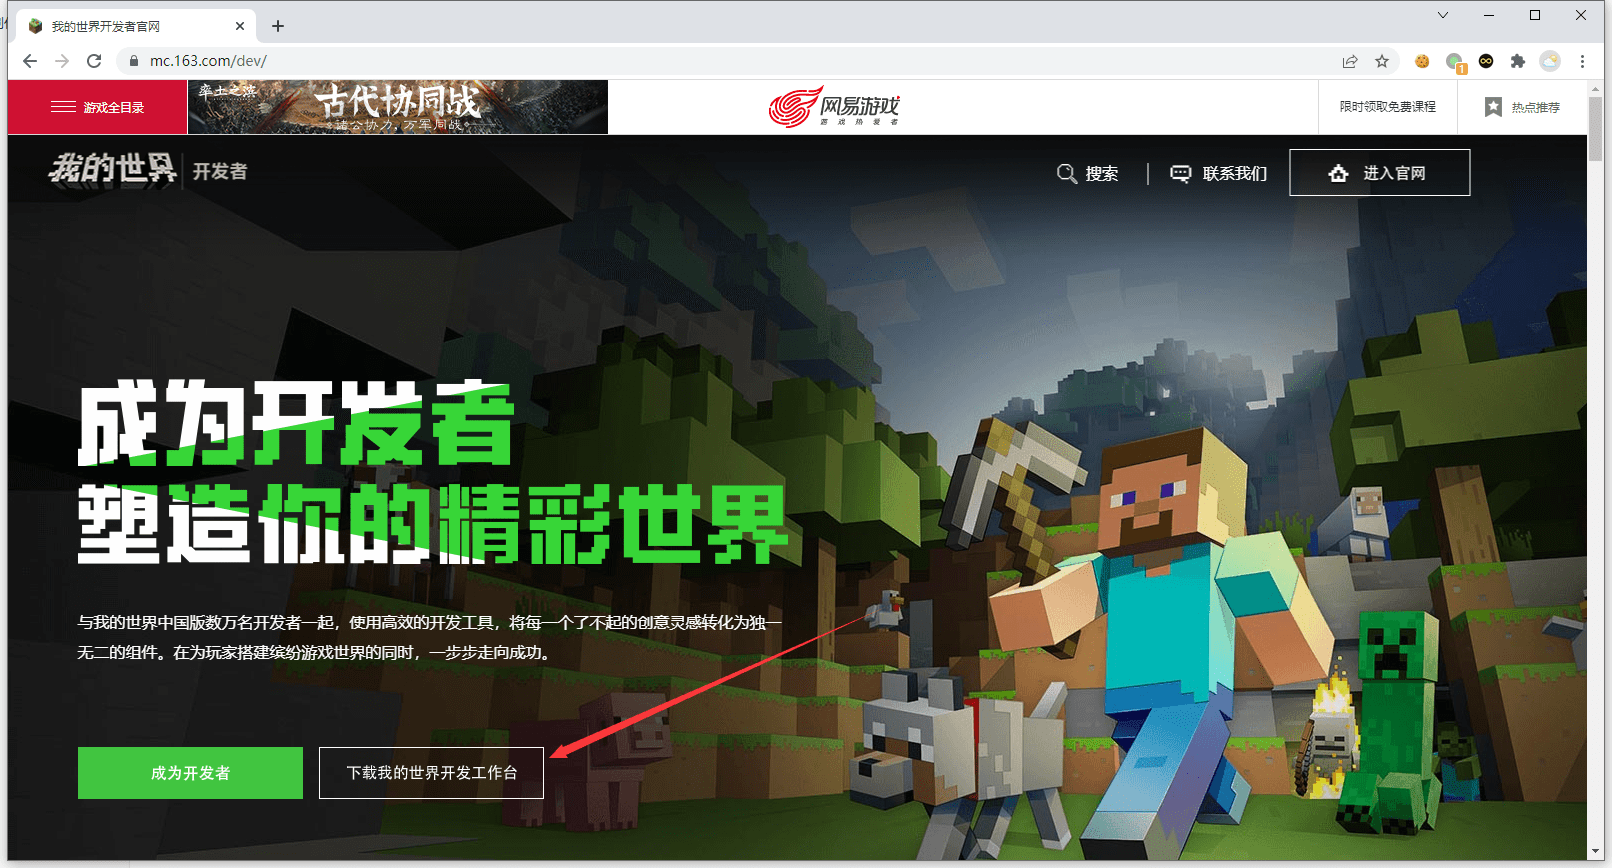 我的世界开发者官网
mc.163.com/dev/
1
游戏全目录
率土之滨
古代协同战
诸公协力,万军同战
网易游戏
游戏热爱者
限时领取免费课程
热点推荐
我的世界 开发者
搜索
联系我们
进入官网
成为开发者
塑造你的精彩世界
与我的世界中国版数万名开发者一起，使用高效的开发工具，将每一个了不起的创意灵感转化为独一
无二的组件。在为玩家搭建缤纷游戏世界的同时，一步步走向成功。
成为开发者
下载我的世界开发工作台